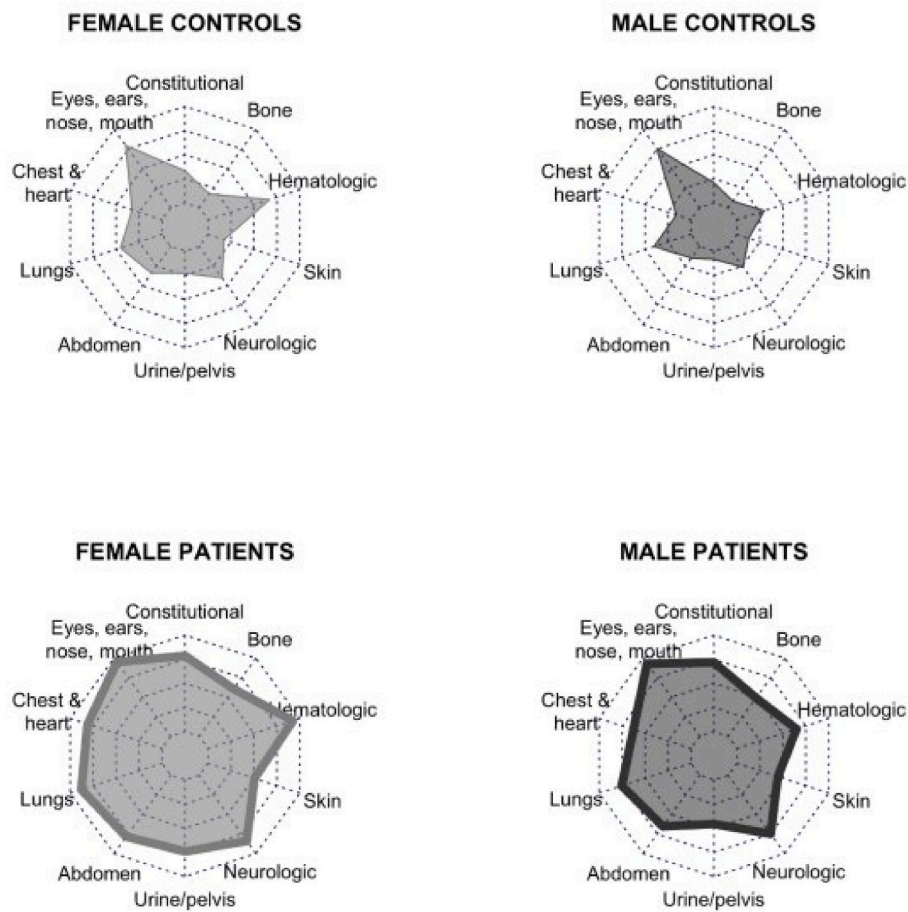 FEMALE CONTROLS
Constitutional
Eyes, ears,
nose, mouth
Bone
Chest &
heart
Hematologic
Lungs
Skin
Abdomen
Neurologic
Urine/pelvis
MALE CONTROLS
Constitutional
Eyes, ears,
nose, mouth
Bone
Chest &
heart
Hematologic
Lungs
Skin
Abdomen
Neurologic
Urine/pelvis
FEMALE PATIENTS
Constitutional
Eyes, ears,
nose, mouth
Bone
Chest &
heart
Hematologic
Lungs
Skin
Abdomen
Neurologic
Urine/pelvis
MALE PATIENTS
Constitutional
Eyes, ears,
nose, mouth
Bone
Chest &
heart
Hematologic
Lungs
Skin
Abdomen
Neurologic
Urine/pelvis